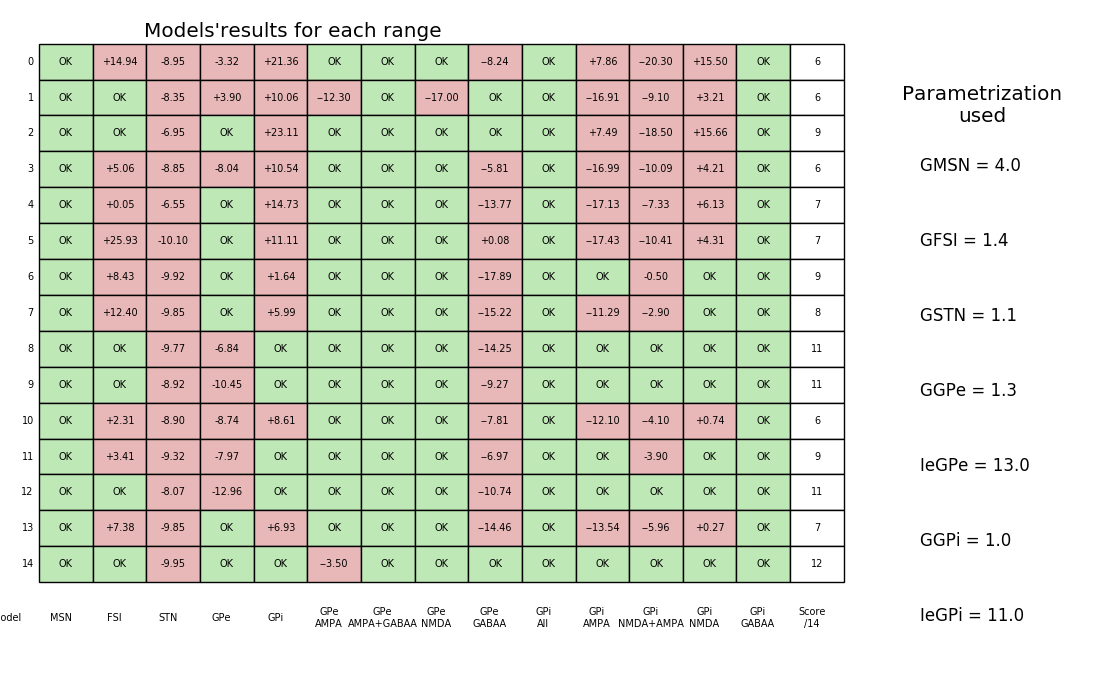 Models'results for each range
0 OK +14.94 -8.95 -3.32 +21.36 OK OK OK −8.24 OK +7.86 −20.30 +15.50 OK 6
1 OK OK -8.35 +3.90 +10.06 −12.30 OK −17.00 OK OK −16.91 −9.10 +3.21 OK 6
2 OK OK -6.95 OK +23.11 OK OK OK OK OK +7.49 −18.50 +15.66 OK 9
3 OK +5.06 -8.85 -8.04 +10.54 OK OK OK −5.81 OK −16.99 −10.09 +4.21 OK 6
4 OK +0.05 -6.55 OK +14.73 OK OK OK −13.77 OK −17.13 −7.33 +6.13 OK 7
5 OK +25.93 -10.10 OK +11.11 OK OK OK +0.08 OK −17.43 −10.41 +4.31 OK 7
6 OK +8.43 -9.92 OK +1.64 OK OK OK −17.89 OK OK -0.50 OK OK 9
7 OK +12.40 -9.85 OK +5.99 OK OK OK −15.22 OK −11.29 −2.90 OK OK 8
8 OK OK -9.77 -6.84 OK OK OK OK −14.25 OK OK OK OK OK 11
9 OK OK -8.92 -10.45 OK OK OK OK −9.27 OK OK OK OK OK 11
10 OK +2.31 -8.90 -8.74 +8.61 OK OK OK −7.81 OK −12.10 −4.10 +0.74 OK 6
11 OK +3.41 -9.32 -7.97 OK OK OK OK −6.97 OK OK -3.90 OK OK 9
12 OK OK -8.07 -12.96 OK OK OK OK −10.74 OK OK OK OK OK 11
13 OK +7.38 -9.85 OK +6.93 OK OK OK −14.46 OK −13.54 −5.96 +0.27 OK 7
14 OK OK -9.95 OK OK −3.50 OK OK OK OK OK OK OK OK 12
GPe GPe GPe GPe GPi GPi GPi GPi GPi Score
odel MSN FSI STN GPe GPi
AMPA AMPA+GABAA NMDA GABAA All AMPA NMDA+AMPA NMDA GABAA /14
Parametrization
used
GMSN = 4.0
GFSI = 1.4
GSTN = 1.1
GGPe = 1.3
IeGPe = 13.0
GGPi = 1.0
IeGPi = 11.0